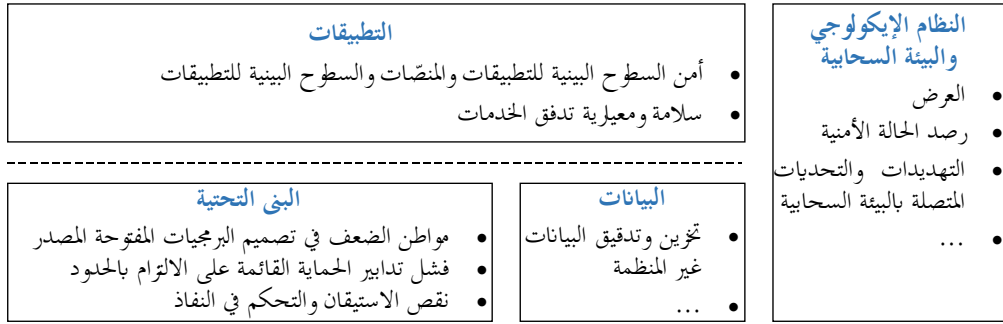 النظام الإيكولوجي
والبيئة السحابية
• العرض
• رصد الحالة الأمنية
• التهديدات والتحديات
المتصلة بالبيئة السحابية
• ...
التطبيقات
• أمن السطوح البينية للتطبيقات والمنصّات والسطوح البينية للتطبيقات
• سلامة ومعيارية تدفق الخدمات
البيانات
• تخزين وتدقيق البيانات
غير المنظمة
• ...
البنى التحتية
• مواطن الضعف في تصميم البرمجيات المفتوحة المصدر
• فشل تدابير الحماية القائمة على الالتزام بالحدود
• نقص الاستيقان والتحكم في النفاذ